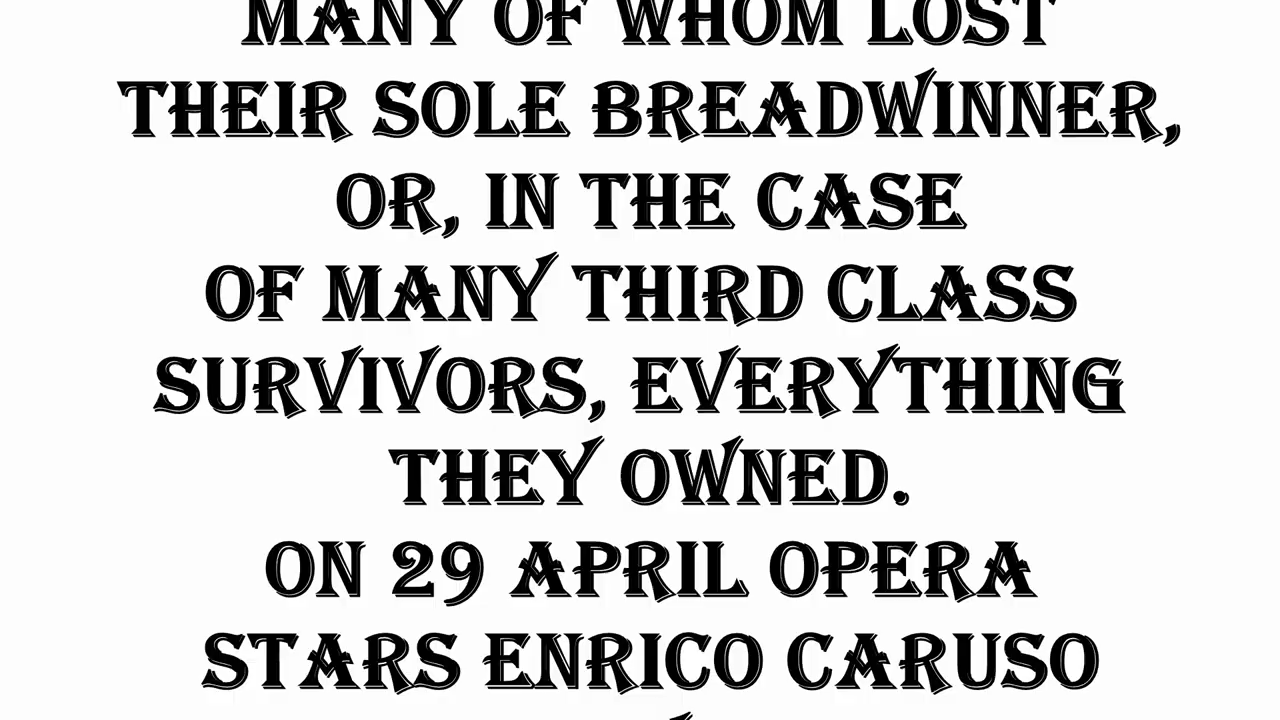 MANY OF WHOM LOST
THEIR SOLE BREADWINNER,
OR, IN THE CASE
OF MANY THIRD CLASS
SURVIVORS, EVERYTHING
THEY OWNED.
ON 29 APRIL OPERA
STARS ENRICO CARUSO